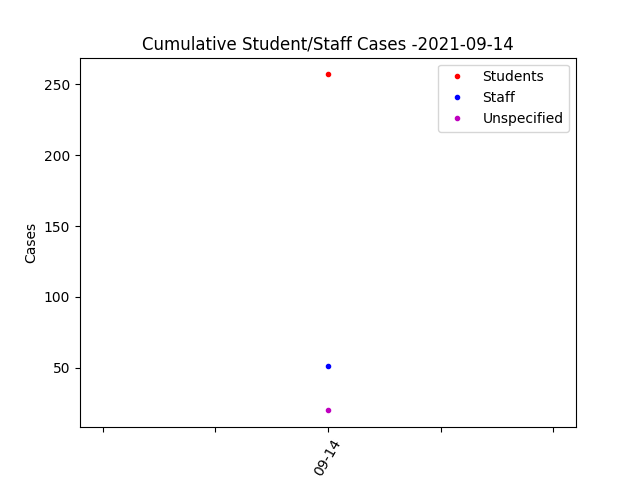 Cumulative Student/Staff Cases -2021-09-14
Students
Staff
Unspecified
250
200
150
100
50
Cases
09-14